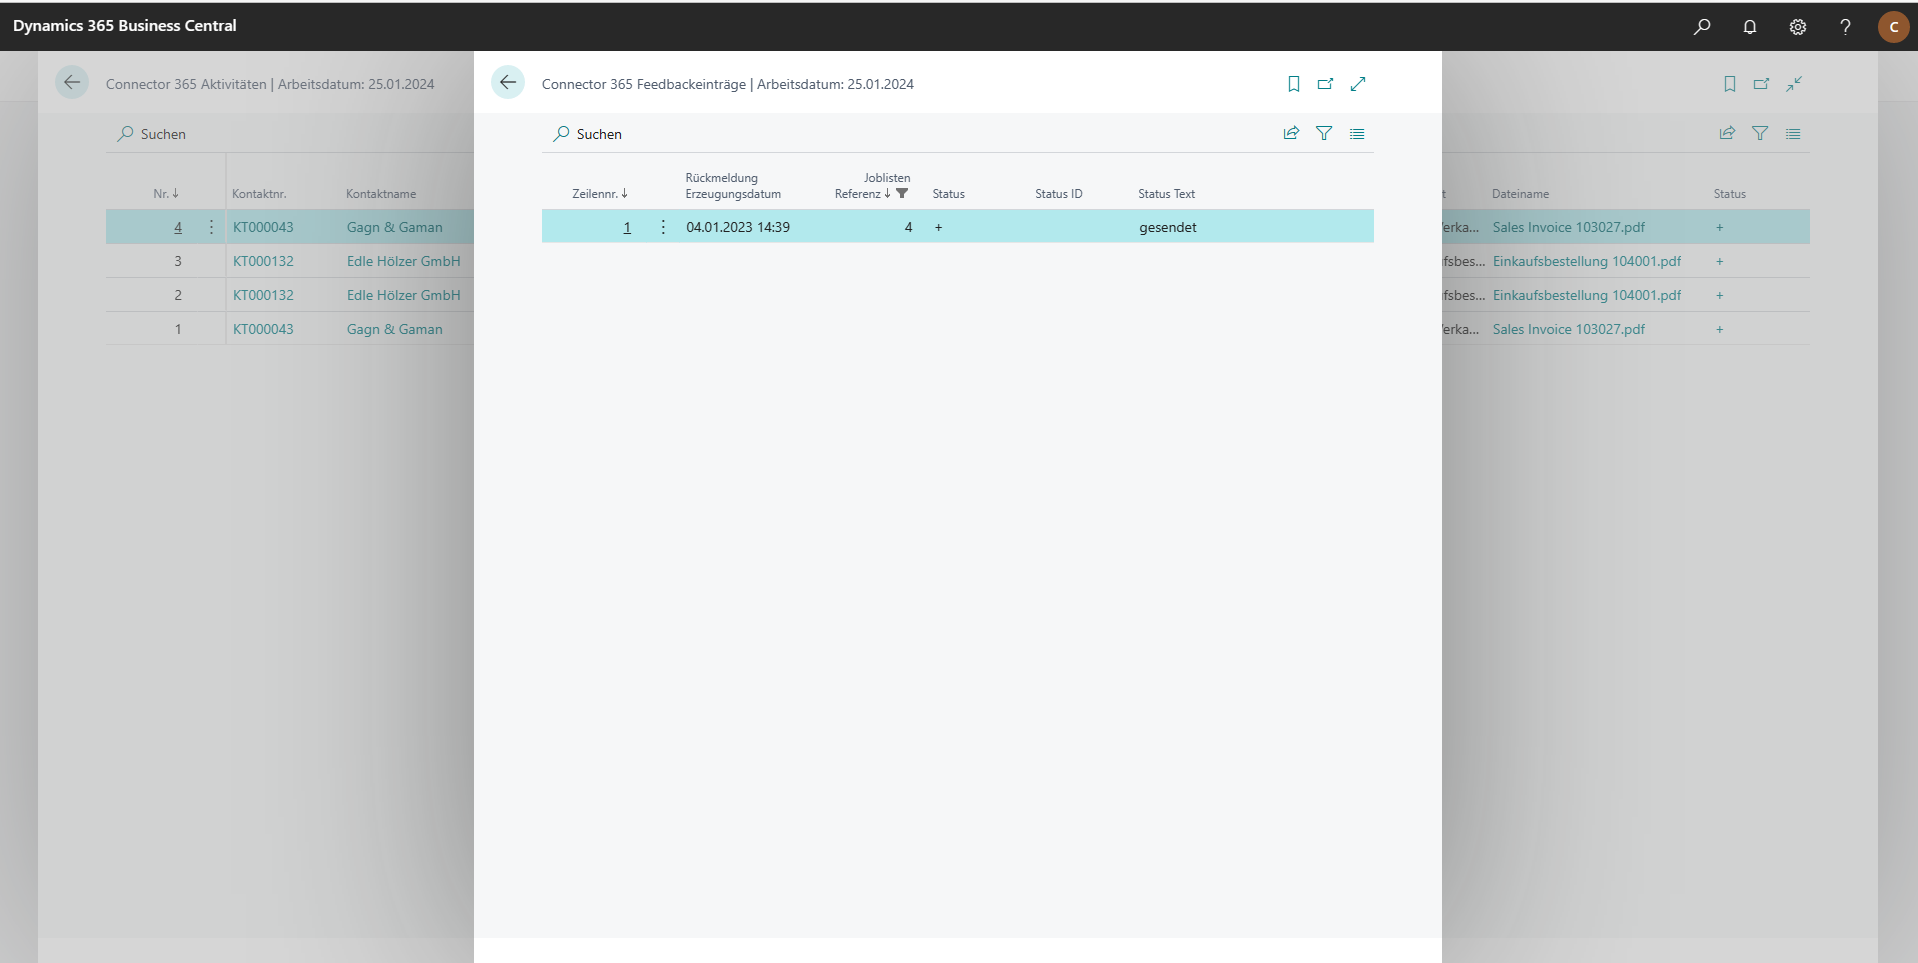 Dynamics 365 Business Central
C
Connector 365 Aktivitäten | Arbeitsdatum: 25.01.2024
Suchen
Nr. Kontaktnr. Kontaktname
4 KT000043 Gagn & Gaman
3 KT000132 Edle Hölzer GmbH
2 KT000132 Edle Hölzer GmbH
1 KT000043 Gagn & Gaman
Connector 365 Feedbackeinträge | Arbeitsdatum: 25.01.2024
Suchen
Zeilennr. Rückmeldung Erzeugungsdatum Joblisten Referenz Status Status ID Status Text
1 04.01.2023 14:39 4 + gesendet
t Dateiname Status
erka... Sales Invoice 103027.pdf +
ifsbes... Einkaufsbestellung 104001.pdf +
ifsbes... Einkaufsbestellung 104001.pdf +
erka... Sales Invoice 103027.pdf +